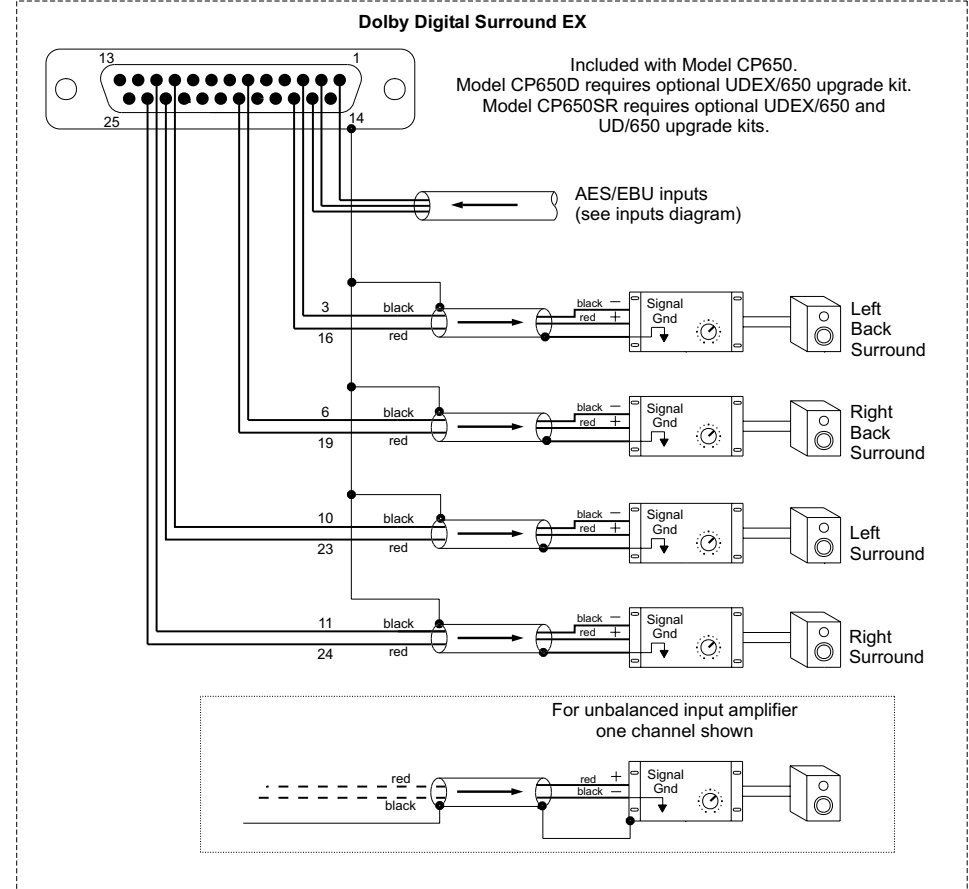 Dolby Digital Surround EX
13
1
25
14
Included with Model CP650.
Model CP650D requires optional UDEX/650 upgrade kit.
Model CP650SR requires optional UDEX/650 and
UD/650 upgrade kits.
AES/EBU inputs
(see inputs diagram)
3 black
16 red
black –
red +
Signal
Gnd
Left
Back
Surround
6 black
19 red
black –
red +
Signal
Gnd
Right
Back
Surround
10 black
23 red
black –
red +
Signal
Gnd
Left
Surround
11 black
24 red
black –
red +
Signal
Gnd
Right
Surround
For unbalanced input amplifier
one channel shown
red
black
red +
black –
Signal
Gnd